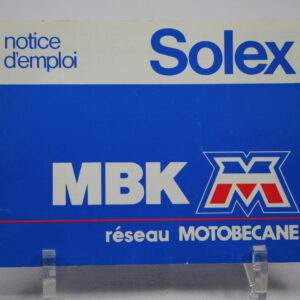 notice
d'emploi
Solex
MBK M
réseau MOTOBECANE